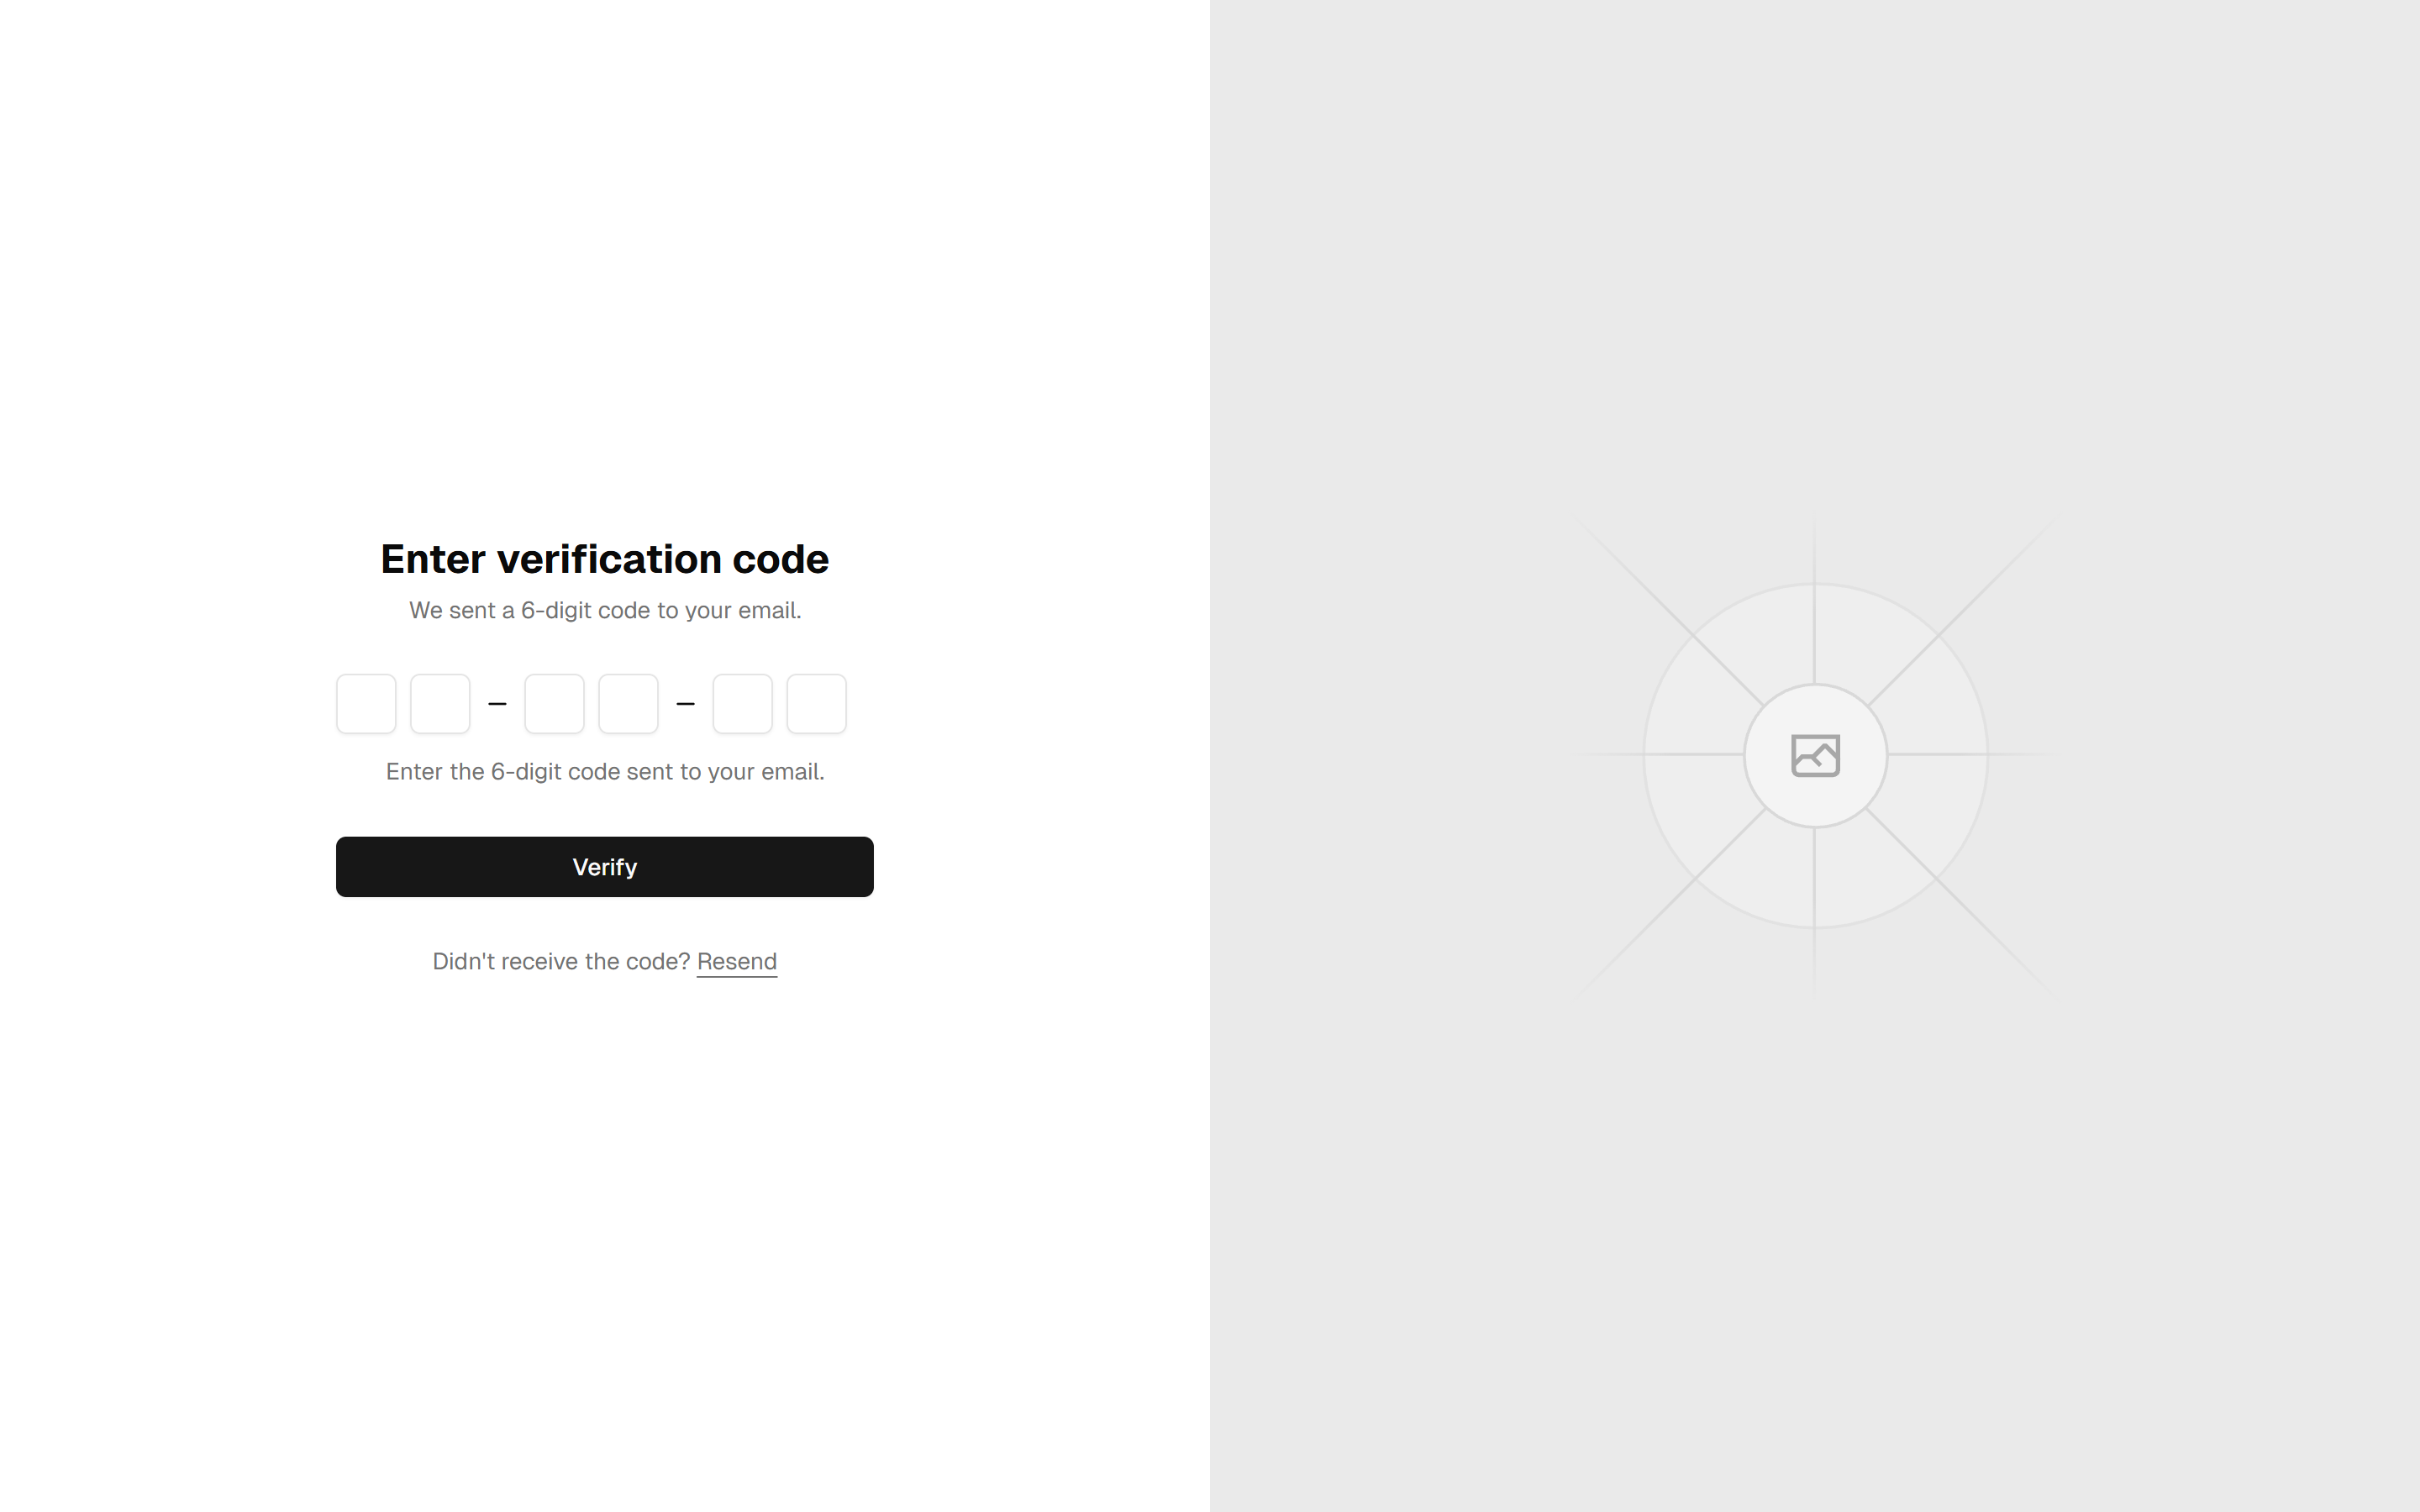 Enter verification code
We sent a 6-digit code to your email.
Enter the 6-digit code sent to your email.
Verify
Didn't receive the code? Resend